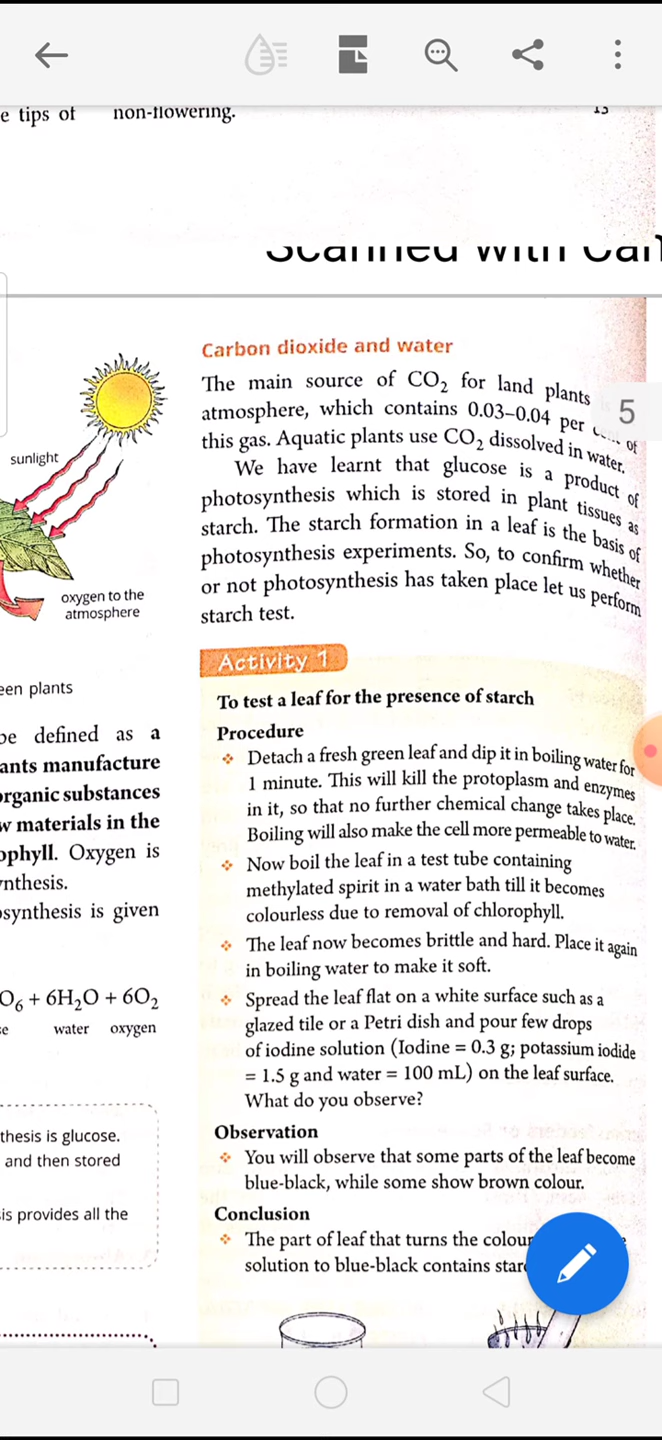 e tips of non-flowering.
13
Scanned with Cam
Carbon dioxide and water
The main source of CO₂ for land plants
atmosphere, which contains 0.03–0.04 per cent of
this gas. Aquatic plants use CO₂ dissolved in water.
We have learnt that glucose is a product of
photosynthesis which is stored in plant tissues as
starch. The starch formation in a leaf is the basis of
photosynthesis experiments. So, to confirm whether
or not photosynthesis has taken place let us perform
starch test.
5
sunlight
oxygen to the
atmosphere
een plants
be defined as a
ants manufacture
organic substances
w materials in the
ophyll. Oxygen is
nthesis.
osynthesis is given
O₆ + 6H₂O + 6O₂
se water oxygen
thesis is glucose.
and then stored
is provides all the
Activity 1
To test a leaf for the presence of starch
Procedure
❖ Detach a fresh green leaf and dip it in boiling water for
1 minute. This will kill the protoplasm and enzymes
in it, so that no further chemical change takes place.
Boiling will also make the cell more permeable to water.
❖ Now boil the leaf in a test tube containing
methylated spirit in a water bath till it becomes
colourless due to removal of chlorophyll.
❖ The leaf now becomes brittle and hard. Place it again
in boiling water to make it soft.
❖ Spread the leaf flat on a white surface such as a
glazed tile or a Petri dish and pour few drops
of iodine solution (Iodine = 0.3 g; potassium iodide
= 1.5 g and water = 100 mL) on the leaf surface.
What do you observe?
Observation
❖ You will observe that some parts of the leaf become
blue-black, while some show brown colour.
Conclusion
❖ The part of leaf that turns the colour
solution to blue-black contains star